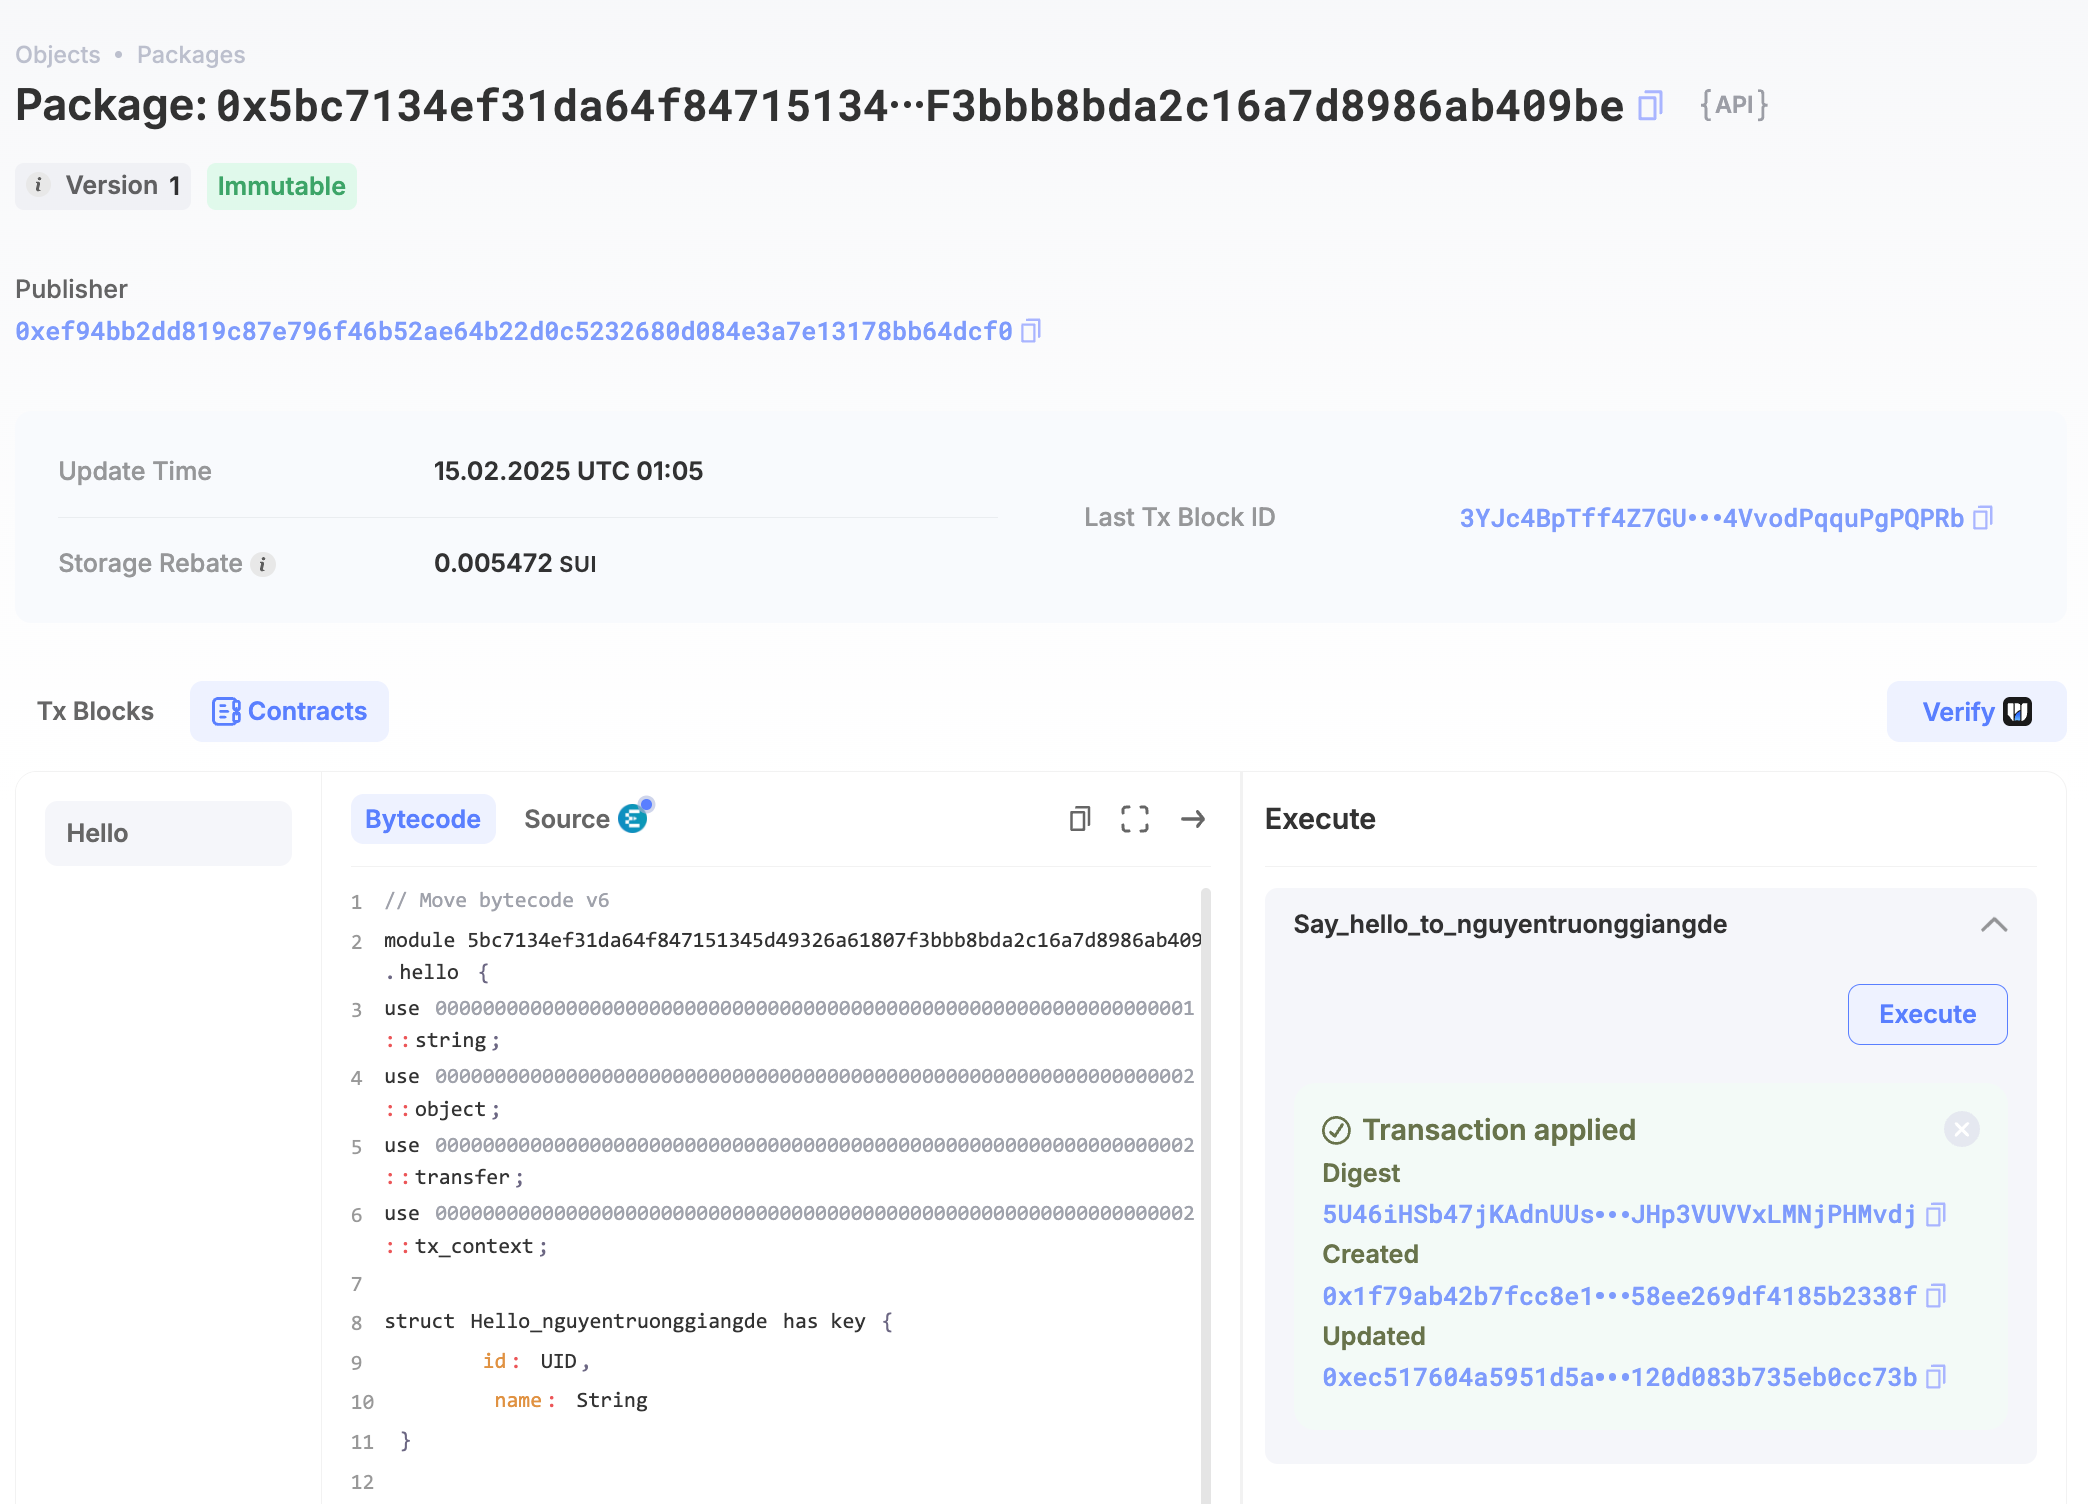 Objects • Packages
Package: 0x5bc7134ef31da64f84715134···F3bbb8bda2c16a7d8986ab409be {API}
i Version 1 Immutable
Publisher
0xef94bb2dd819c87e796f46b52ae64b22d0c5232680d084e3a7e13178bb64dcf0
Update Time 15.02.2025 UTC 01:05
Last Tx Block ID 3YJc4BpTff4Z7GU•••4VvodPqquPgPQPRb
Storage Rebate i 0.005472 SUI
Tx Blocks Contracts Verify
Hello
Bytecode Source
1 // Move bytecode v6
2 module 5bc7134ef31da64f847151345d49326a61807f3bbb8bda2c16a7d8986ab409
.hello {
3 use 0000000000000000000000000000000000000000000000000000000000000001
::string;
4 use 0000000000000000000000000000000000000000000000000000000000000002
::object;
5 use 0000000000000000000000000000000000000000000000000000000000000002
::transfer;
6 use 0000000000000000000000000000000000000000000000000000000000000002
::tx_context;
7
8 struct Hello_nguyentruonggiangde has key {
9 id: UID,
10 name: String
11 }
12
Execute
Say_hello_to_nguyentruonggiangde
Execute
Transaction applied
Digest
5U46iHSb47jKAdnUUs•••JHp3VUVVxLMNjPHMvdj
Created
0x1f79ab42b7fcc8e1•••58ee269df4185b2338f
Updated
0xec517604a5951d5a•••120d083b735eb0cc73b